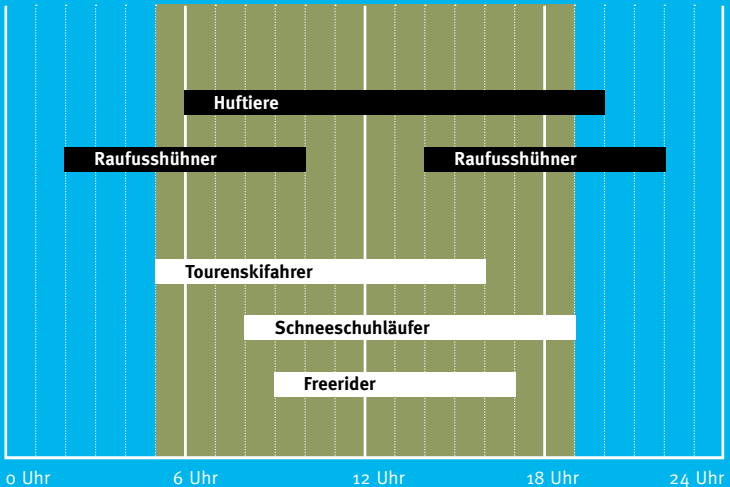 Huftiere
Raufusshühner Raufusshühner
Tourenskifahrer
Schneeschuhläufer
Freerider
0 Uhr 6 Uhr 12 Uhr 18 Uhr 24 Uhr